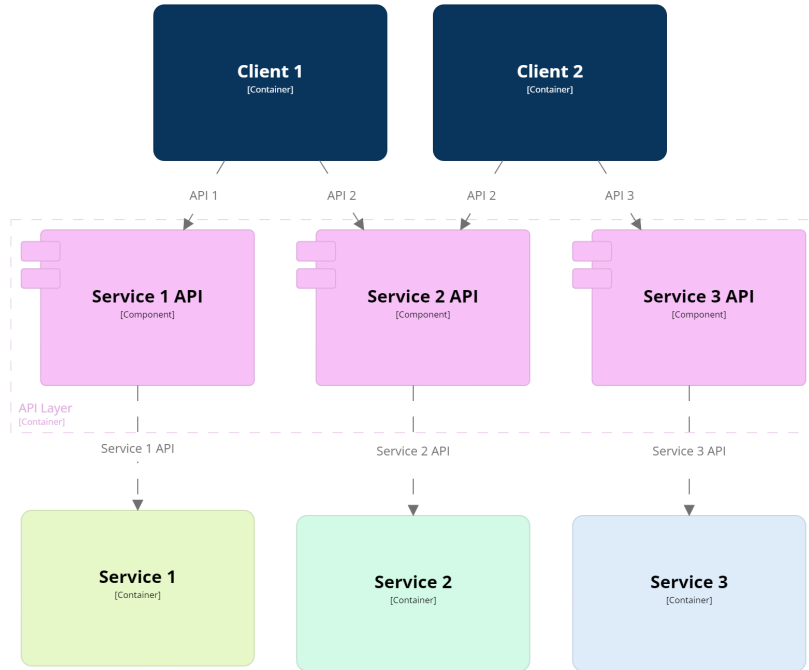 Client 1
[Container]
Client 2
[Container]
API 1
API 2
API 2
API 3
Service 1 API
[Component]
Service 2 API
[Component]
Service 3 API
[Component]
API Layer
[Container]
Service 1 API
Service 2 API
Service 3 API
Service 1
[Container]
Service 2
[Container]
Service 3
[Container]